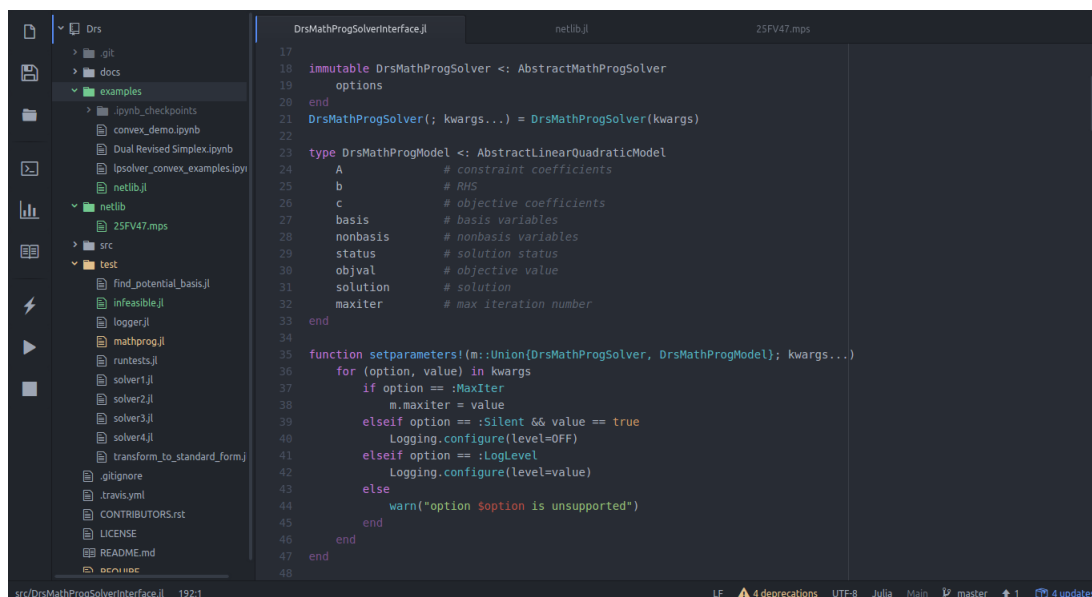 Drs
.git
docs
examples
.ipynb_checkpoints
convex_demo.ipynb
Dual Revised Simplex.ipynb
lpsolver_convex_examples.ipy
netlib.jl
netlib
25FV47.mps
src
test
find_potential_basis.jl
infeasible.jl
logger.jl
mathprog.jl
runtests.jl
solver1.jl
solver2.jl
solver3.jl
solver4.jl
transform_to_standard_form.j
.gitignore
.travis.yml
CONTRIBUTORS.rst
LICENSE
README.md
REQUIRE
DrsMathProgSolverInterface.jl netlib.jl 25FV47.mps
17
18 immutable DrsMathProgSolver <: AbstractMathProgSolver
19     options
20 end
21 DrsMathProgSolver(; kwargs...) = DrsMathProgSolver(kwargs)
22
23 type DrsMathProgModel <: AbstractLinearQuadraticModel
24     A               # constraint coefficients
25     b               # RHS
26     c               # objective coefficients
27     basis           # basis variables
28     nonbasis        # nonbasis variables
29     status          # solution status
30     objval          # objective value
31     solution        # solution
32     maxiter         # max iteration number
33 end
34
35 function setparameters!(m::Union{DrsMathProgSolver, DrsMathProgModel}; kwargs...)
36     for (option, value) in kwargs
37         if option == :MaxIter
38             m.maxiter = value
39         elseif option == :Silent && value == true
40             Logging.configure(level=OFF)
41         elseif option == :LogLevel
42             Logging.configure(level=value)
43         else
44             warn("option $option is unsupported")
45         end
46     end
47 end
48
src/DrsMathProgSolverInterface.jl 192:1 LF 4 deprecations UTF-8 Julia Main master 1 4 update